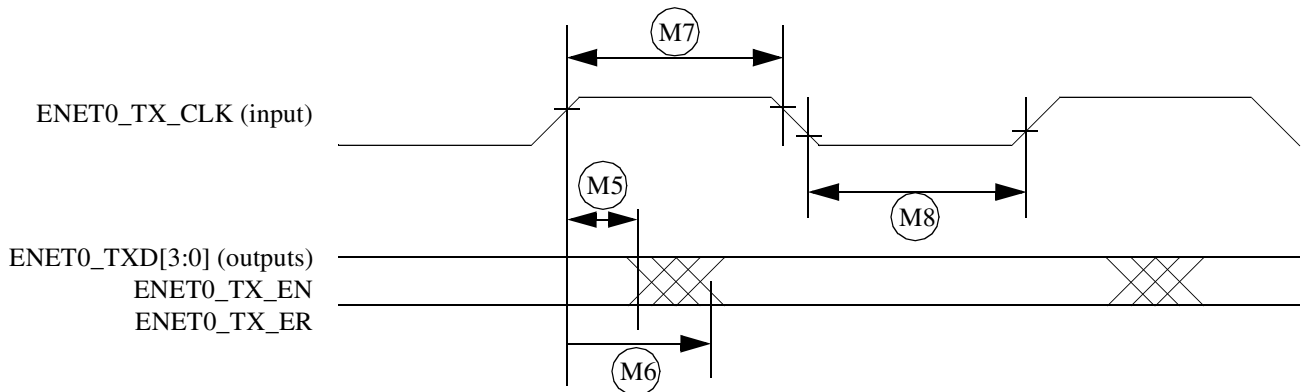 M7
ENET0_TX_CLK (input)
M5
M8
ENET0_TXD[3:0] (outputs)
ENET0_TX_EN
ENET0_TX_ER
M6